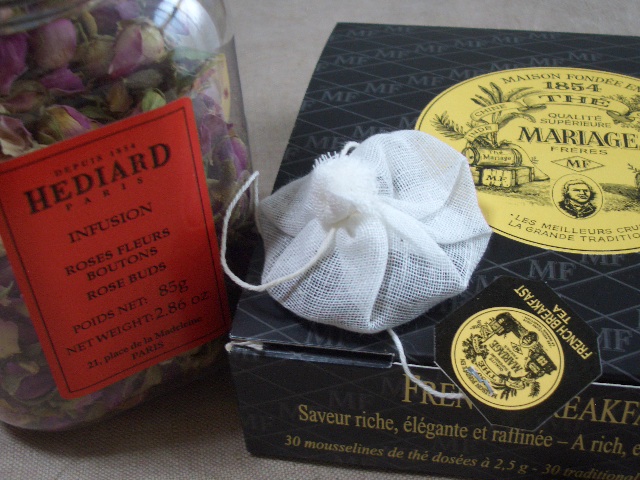 DEPUIS 1854
HEDIARD
PARIS
INFUSION
ROSES FLEURS
BOUTONS
ROSE BUDS
POIDS NET: 85g
NET WEIGHT: 2.86 OZ
21, place de la Madeleine
PARIS
MAISON FONDÉE EN
1854
THÉ
QUALITÉ
SUPÉRIEURE
MARIAGE
FRÈRES
MF
LES MEILLEURS CRUS
LA GRANDE TRADITION
FRENCH BREAKFAST
TEA
MARIAGE
Saveur riche, élégante et raffinée – A rich,
30 mousselines de thé dosées à 2,5 g - 30 traditional